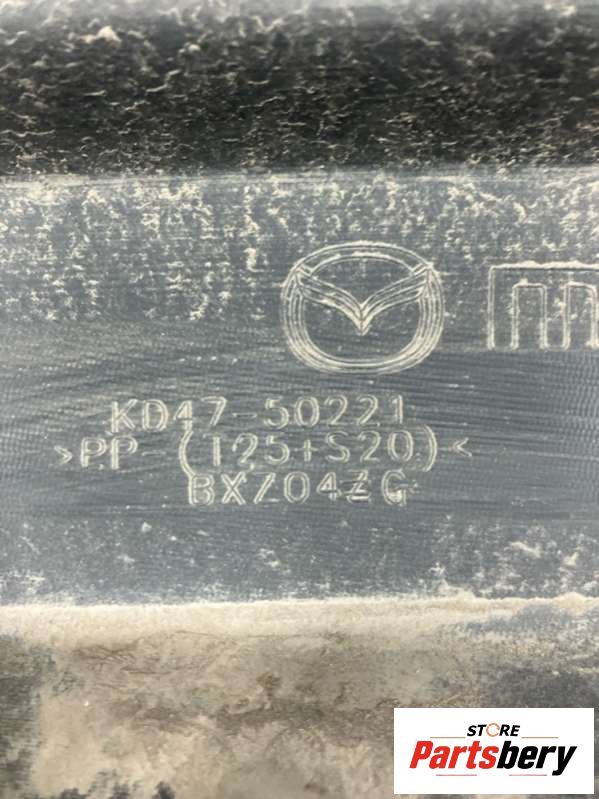 KD47-50221
>PP-(T25+S20)<
BXZ04ZG
STORE
Partsbery